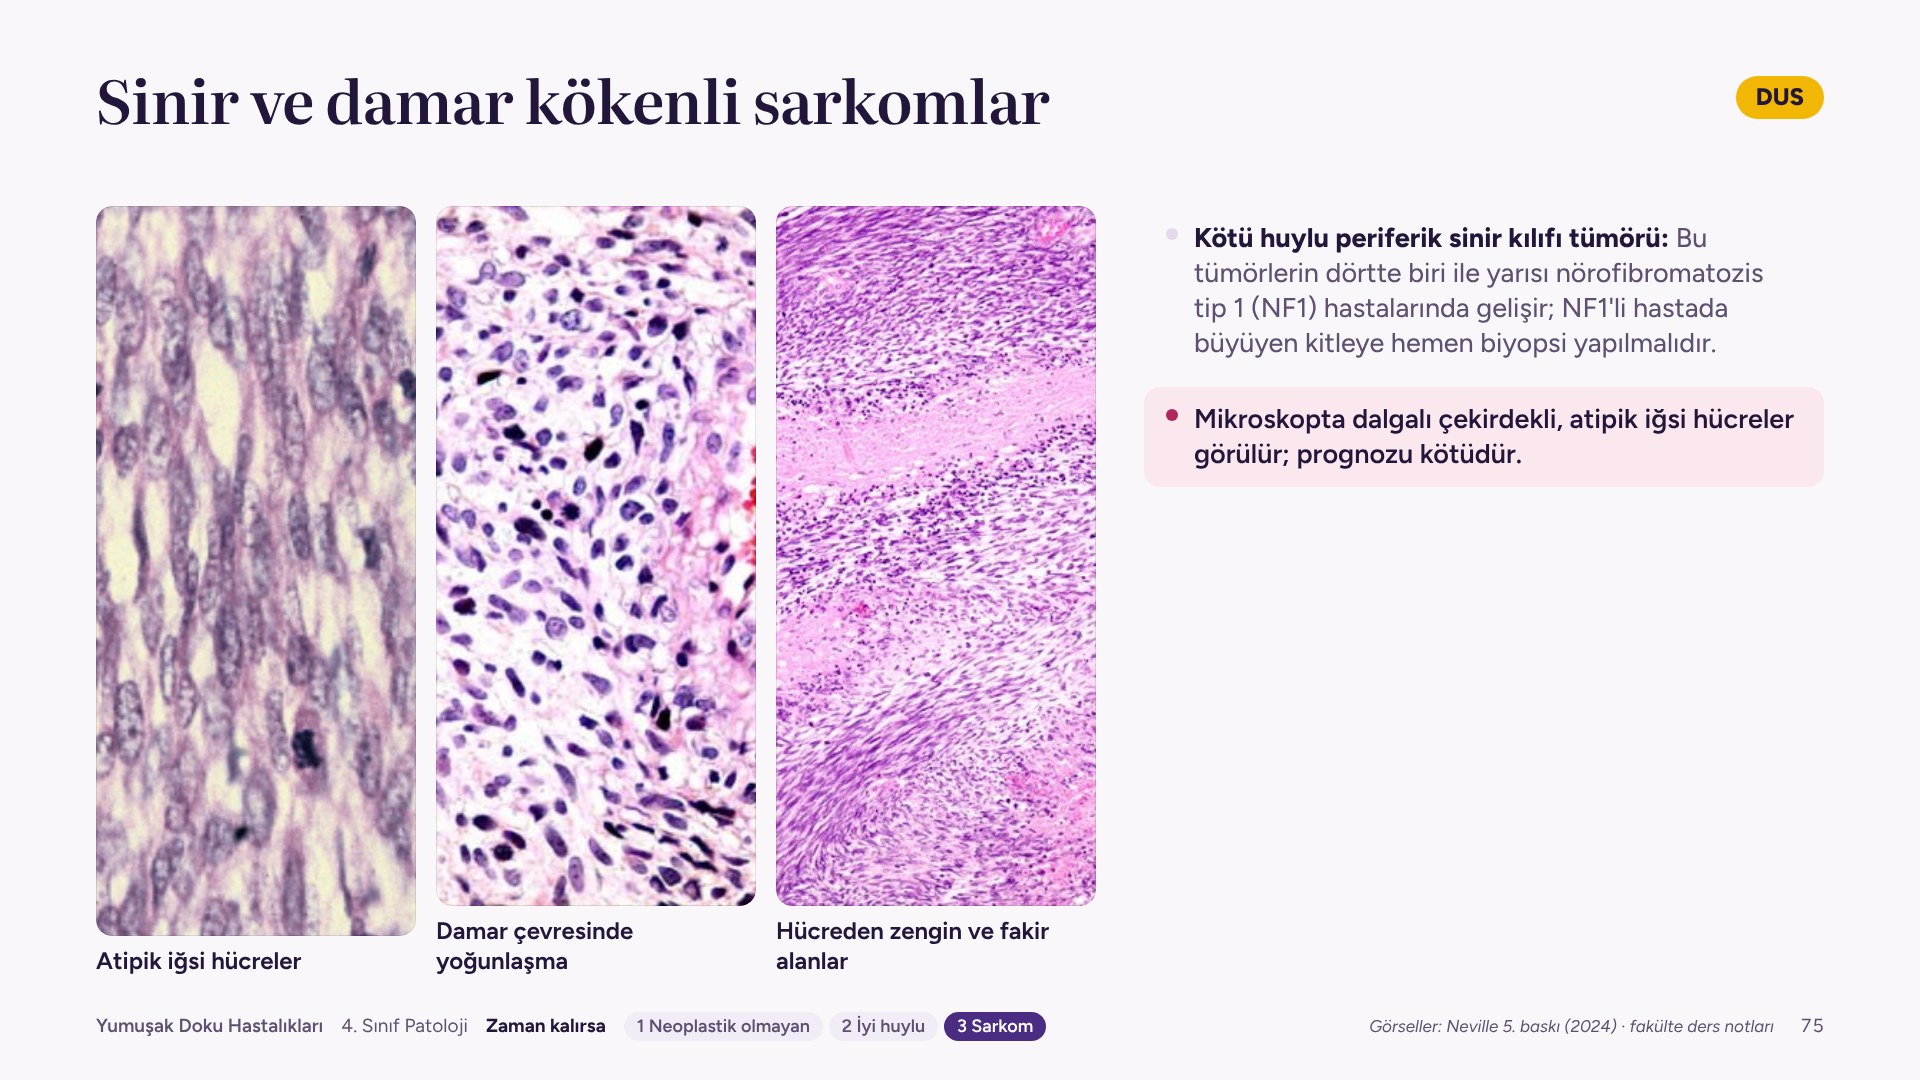 Sinir ve damar kökenli sarkomlar
DUS
Kötü huylu periferik sinir kılıfı tümörü: Bu
tümörlerin dörtte biri ile yarısı nörofibromatozis
tip 1 (NF1) hastalarında gelişir; NF1'li hastada
büyüyen kitleye hemen biyopsi yapılmalıdır.
Mikroskopta dalgalı çekirdekli, atipik iğsi hücreler
görülür; prognozu kötüdür.
Atipik iğsi hücreler
Damar çevresinde
yoğunlaşma
Hücreden zengin ve fakir
alanlar
Yumuşak Doku Hastalıkları 4. Sınıf Patoloji Zaman kalırsa 1 Neoplastik olmayan 2 İyi huylu 3 Sarkom
Görseller: Neville 5. baskı (2024) · fakülte ders notları 75